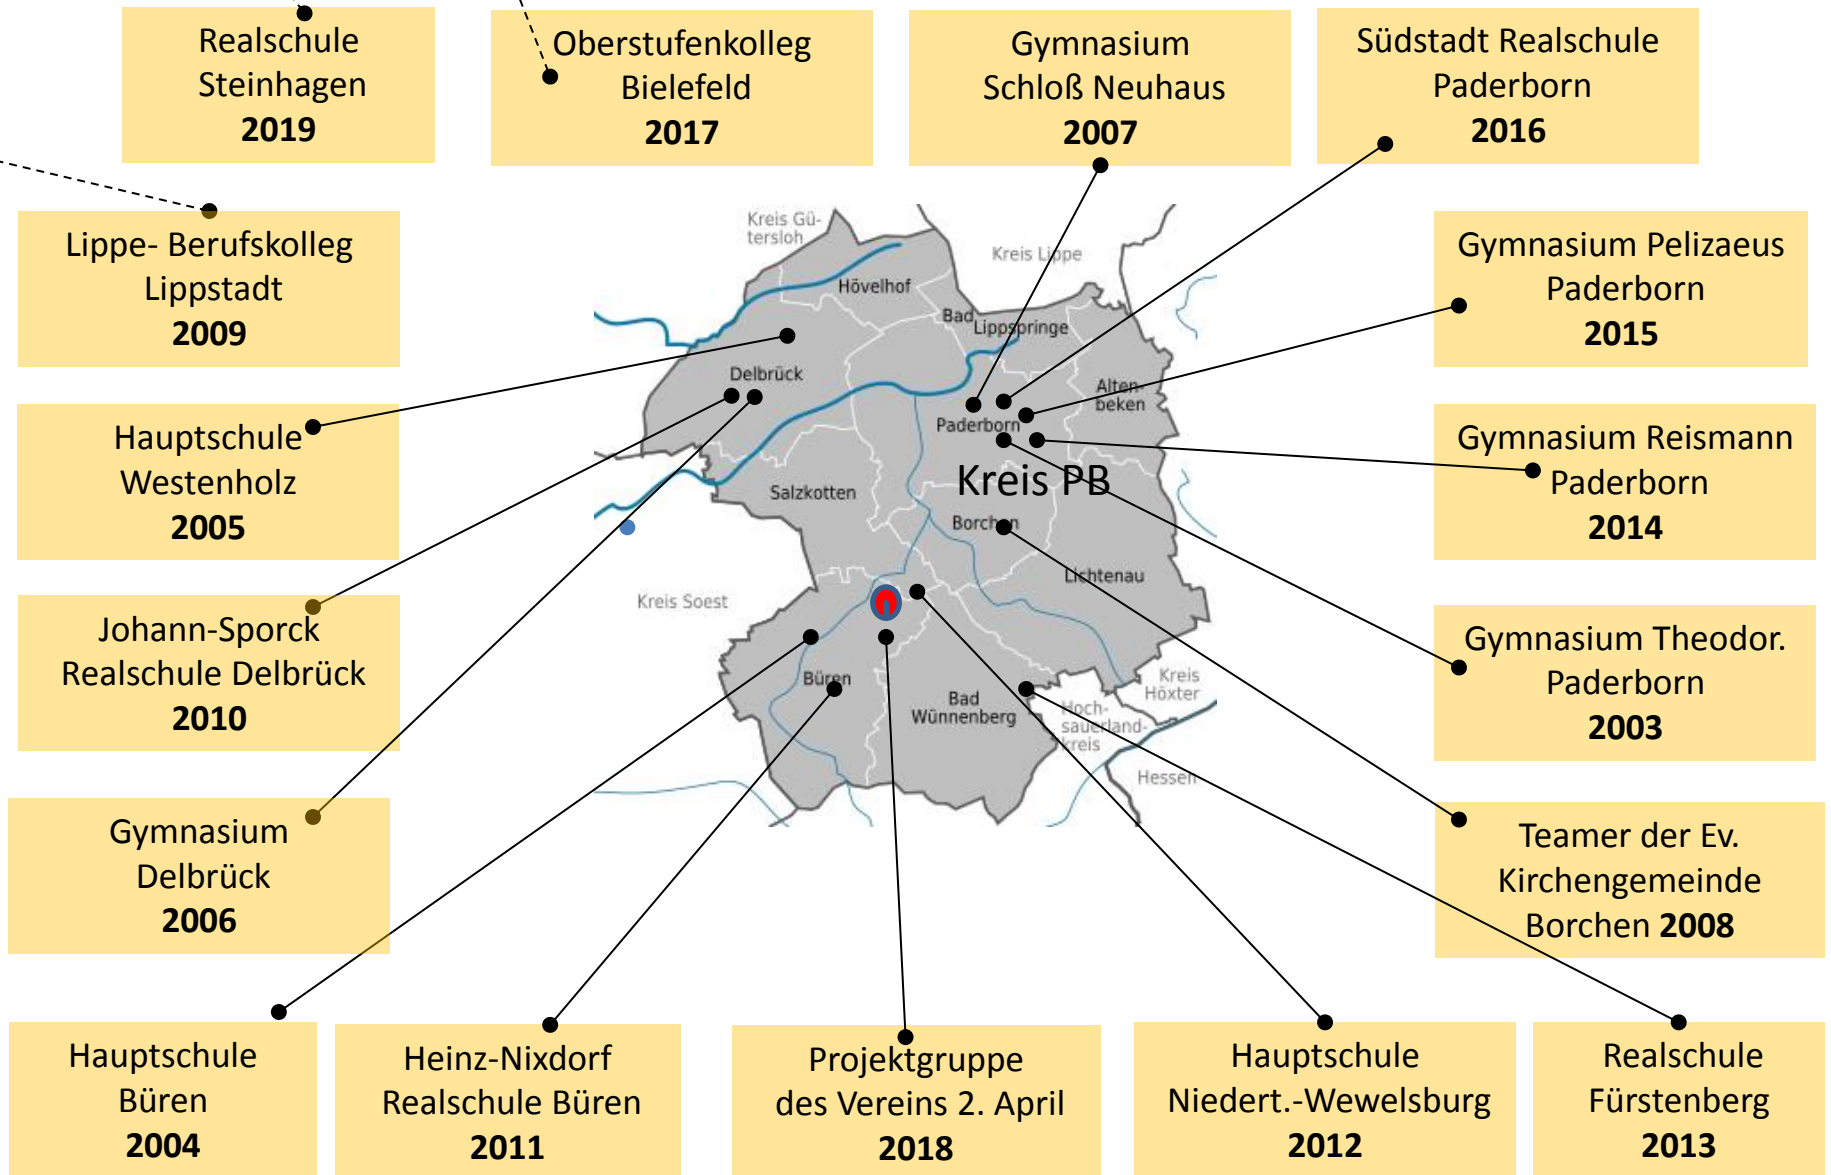 Realschule
Steinhagen
2019
Oberstufenkolleg
Bielefeld
2017
Gymnasium
Schloß Neuhaus
2007
Südstadt Realschule
Paderborn
2016
Lippe- Berufskolleg
Lippstadt
2009
Gymnasium Pelizaeus
Paderborn
2015
Hauptschule
Westenholz
2005
Gymnasium Reismann
Paderborn
2014
Johann-Sporck
Realschule Delbrück
2010
Gymnasium Theodor.
Paderborn
2003
Gymnasium
Delbrück
2006
Teamer der Ev.
Kirchengemeinde
Borchen 2008
Hauptschule
Büren
2004
Heinz-Nixdorf
Realschule Büren
2011
Projektgruppe
des Vereins 2. April
2018
Hauptschule
Niedert.-Wewelsburg
2012
Realschule
Fürstenberg
2013
Kreis Gü-
tersloh
Kreis Lippe
Hövelhof
Bad
Lippspringe
Delbrück
Alten-
beken
Paderborn
Kreis PB
Salzkotten
Borchen
Lichtenau
Kreis Soest
Büren
Bad
Wünnenberg
Kreis
Höxter
Hoch-
sauerland-
kreis
Hessen